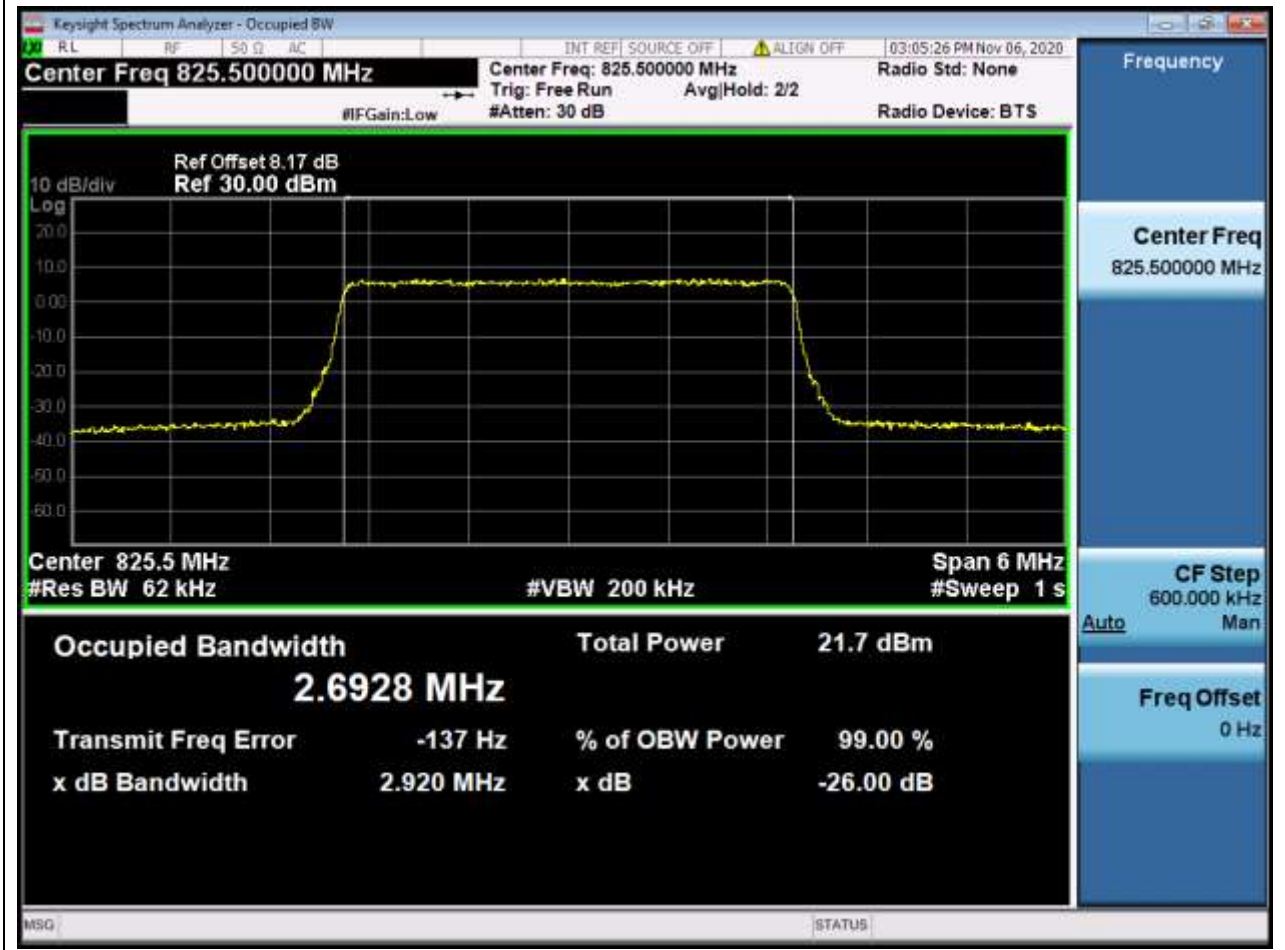 Keysight Spectrum Analyzer - Occupied BW
LXI RL RF 50 Ω AC INT REF SOURCE OFF ALIGN OFF 03:05:26 PM Nov 06, 2020
Center Freq 825.500000 MHz
Center Freq: 825.500000 MHz Radio Std: None
Trig: Free Run Avg|Hold: 2/2
#IFGain:Low #Atten: 30 dB Radio Device: BTS
Ref Offset 8.17 dB
10 dB/div Ref 30.00 dBm
Log
20.0
10.0
0.00
-10.0
-20.0
-30.0
-40.0
-50.0
-60.0
Center 825.5 MHz Span 6 MHz
#Res BW 62 kHz #VBW 200 kHz #Sweep 1 s
Occupied Bandwidth Total Power 21.7 dBm
2.6928 MHz
Transmit Freq Error -137 Hz % of OBW Power 99.00 %
x dB Bandwidth 2.920 MHz x dB -26.00 dB
MSG STATUS
Frequency
Center Freq
825.500000 MHz
CF Step
600.000 kHz
Auto Man
Freq Offset
0 Hz